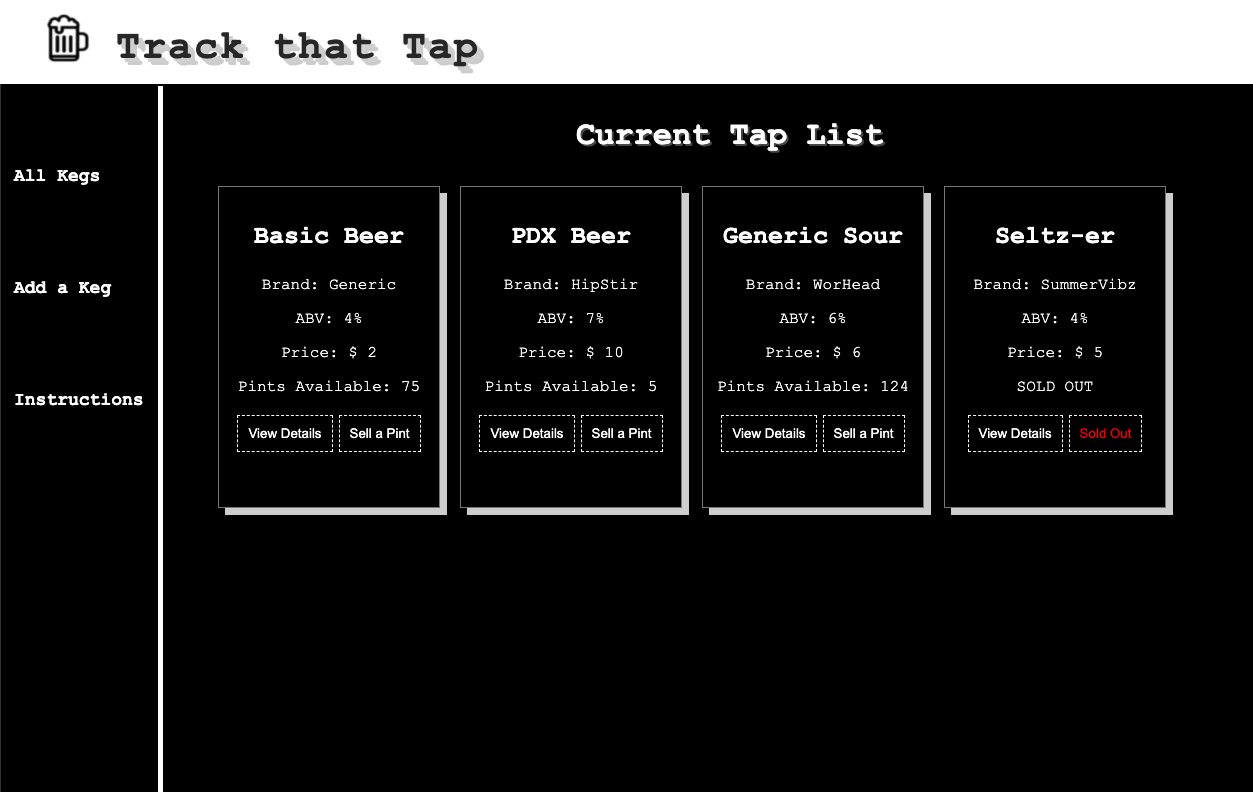 Track that Tap
All Kegs
Add a Keg
Instructions
Current Tap List
Basic Beer
Brand: Generic
ABV: 4%
Price: $ 2
Pints Available: 75
View Details
Sell a Pint
PDX Beer
Brand: HipStir
ABV: 7%
Price: $ 10
Pints Available: 5
View Details
Sell a Pint
Generic Sour
Brand: WorHead
ABV: 6%
Price: $ 6
Pints Available: 124
View Details
Sell a Pint
Seltz-er
Brand: SummerVibz
ABV: 4%
Price: $ 5
SOLD OUT
View Details
Sold Out